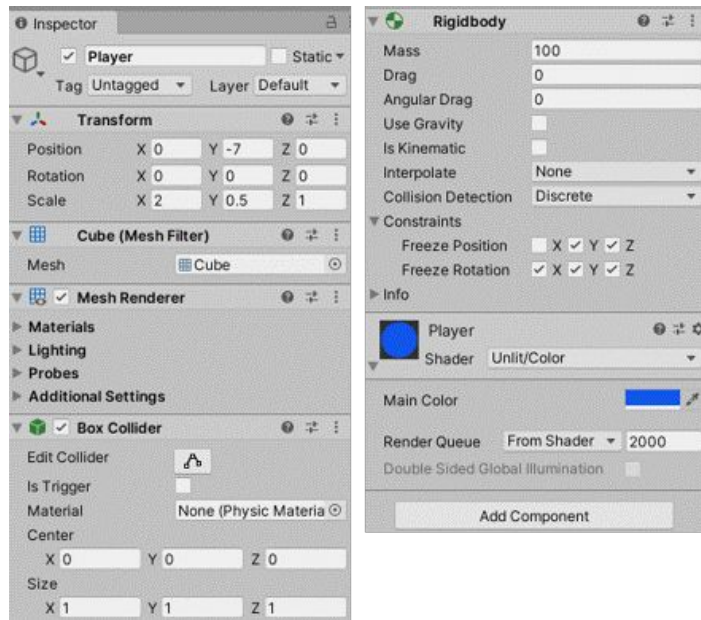 Inspector
Player Static
Tag Untagged Layer Default
Transform
Position X 0 Y -7 Z 0
Rotation X 0 Y 0 Z 0
Scale X 2 Y 0.5 Z 1
Cube (Mesh Filter)
Mesh Cube
Mesh Renderer
Materials
Lighting
Probes
Additional Settings
Box Collider
Edit Collider
Is Trigger
Material None (Physic Materia
Center
X 0 Y 0 Z 0
Size
X 1 Y 1 Z 1
Rigidbody
Mass 100
Drag 0
Angular Drag 0
Use Gravity
Is Kinematic
Interpolate None
Collision Detection Discrete
Constraints
Freeze Position X Y Z
Freeze Rotation X Y Z
Info
Player
Shader Unlit/Color
Main Color
Render Queue From Shader 2000
Double Sided Global Illumination
Add Component